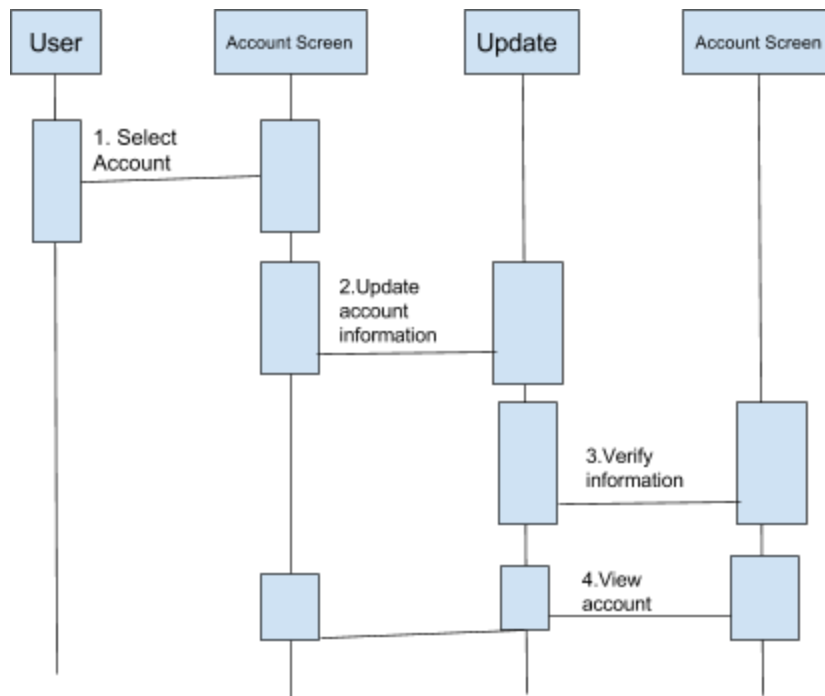 User
Account Screen
Update
Account Screen
1. Select
Account
2.Update
account
information
3.Verify
information
4.View
account